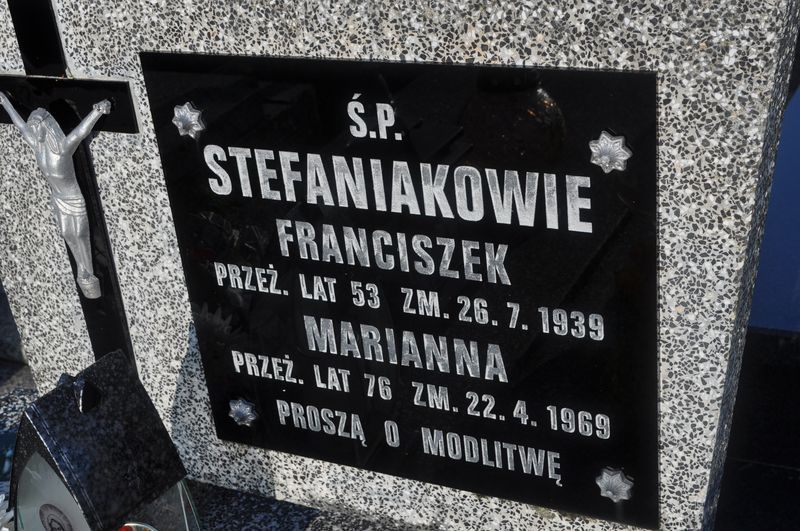 Ś.P.
STEFANIAKOWIE
FRANCISZEK
PRZEŻ. LAT 53 ZM. 26. 7. 1939
MARIANNA
PRZEŻ. LAT 76 ZM. 22. 4. 1969
PROSZĄ O MODLITWĘ